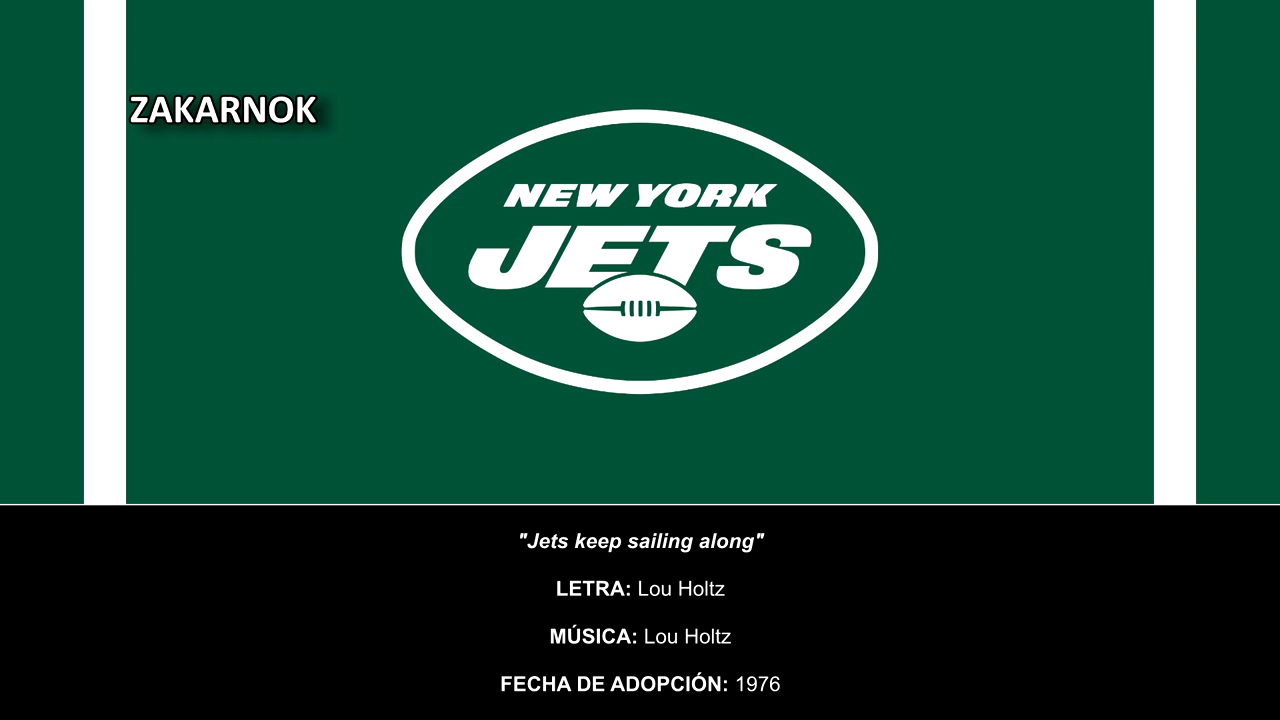 ZAKARNOK
NEW YORK
JETS
"Jets keep sailing along"
LETRA: Lou Holtz
MÚSICA: Lou Holtz
FECHA DE ADOPCIÓN: 1976